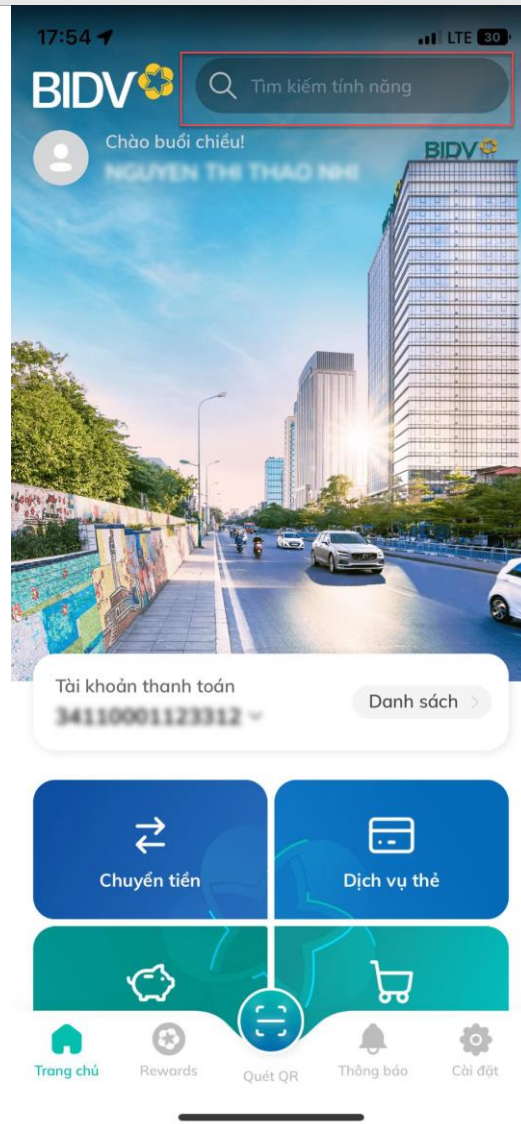 17:54
LTE 30
BIDV
Tìm kiếm tính năng
Chào buổi chiều!
BIDV
Tài khoản thanh toán
Danh sách
Chuyển tiền
Dịch vụ thẻ
Trang chủ
Rewards
Quét QR
Thông báo
Cài đặt